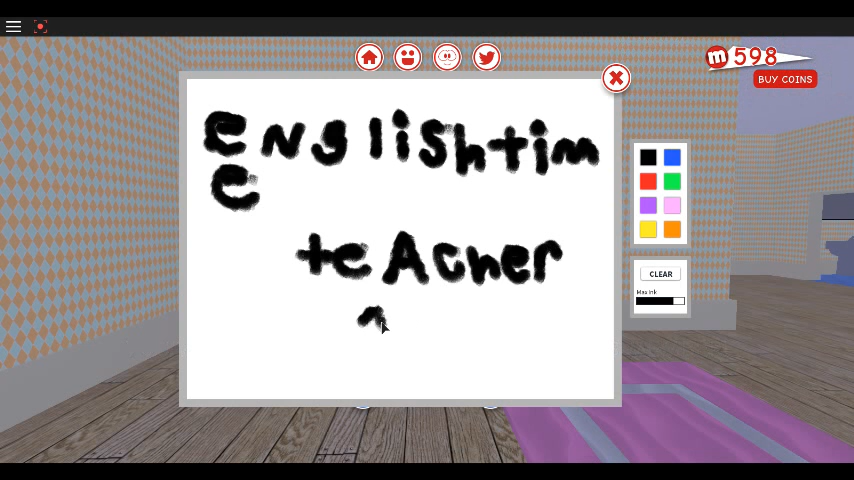 m 598
BUY COINS
englishtim
e
teAcher
CLEAR
Max Ink